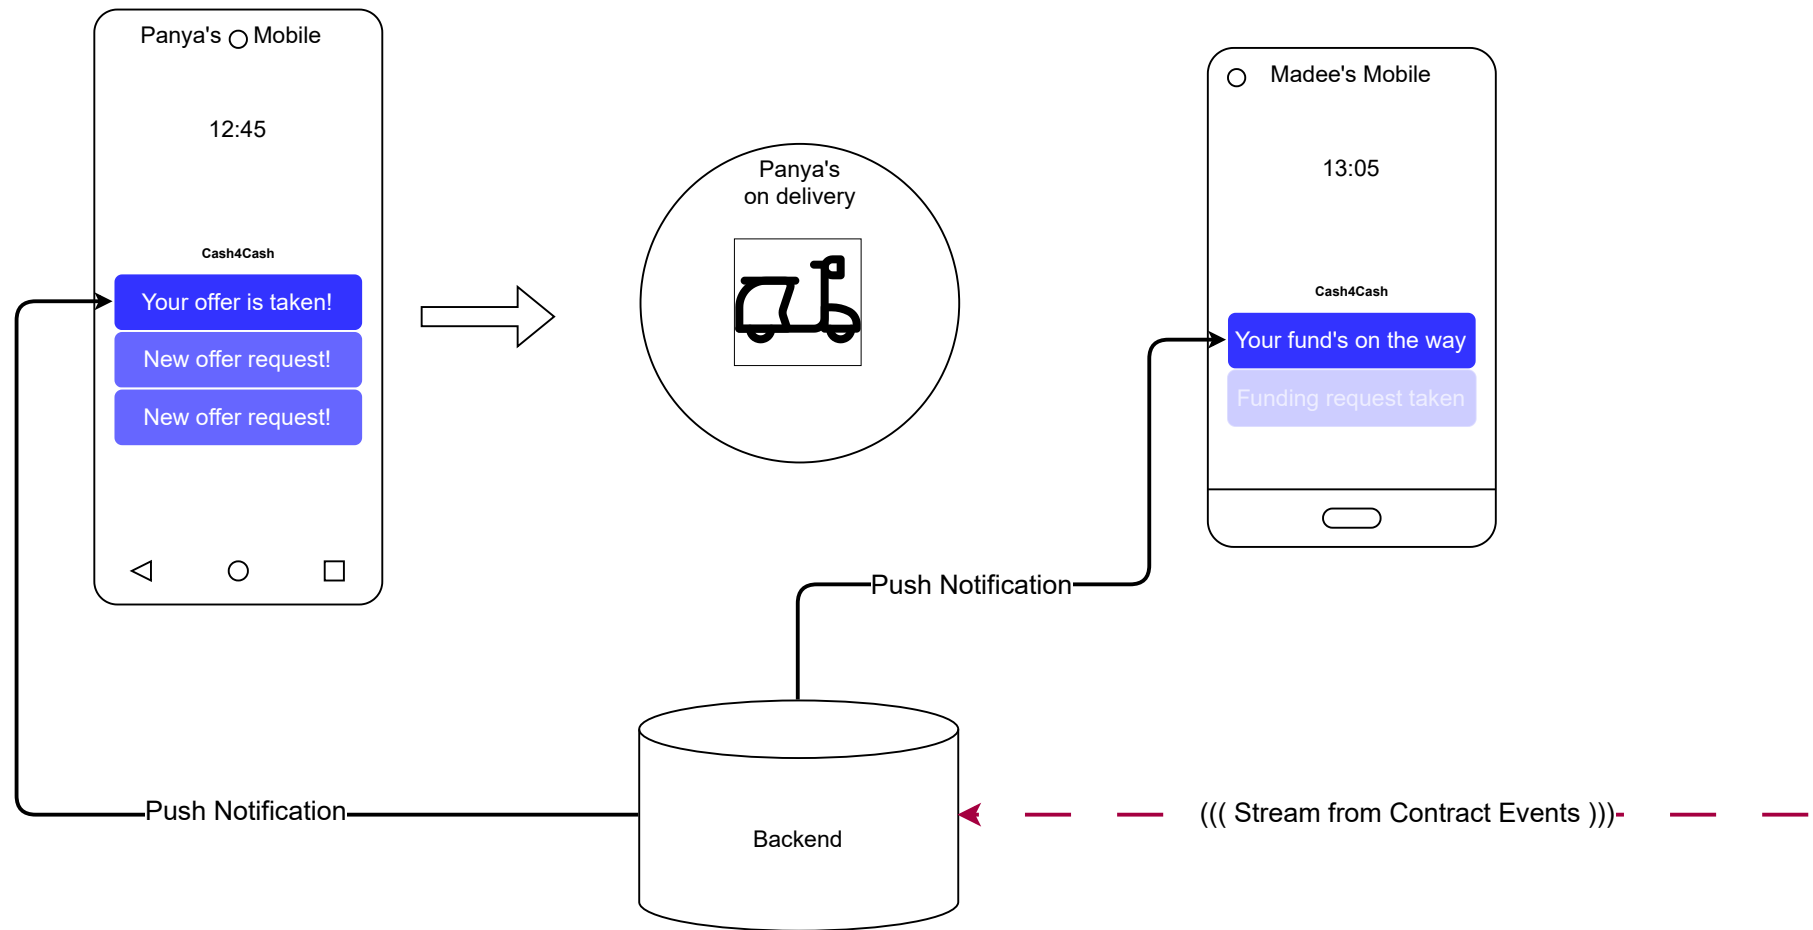 Panya's Mobile
12:45
Cash4Cash
Your offer is taken!
New offer request!
New offer request!
Panya's
on delivery
Madee's Mobile
13:05
Cash4Cash
Your fund's on the way
Funding request taken
Push Notification
Push Notification
Backend
((( Stream from Contract Events )))